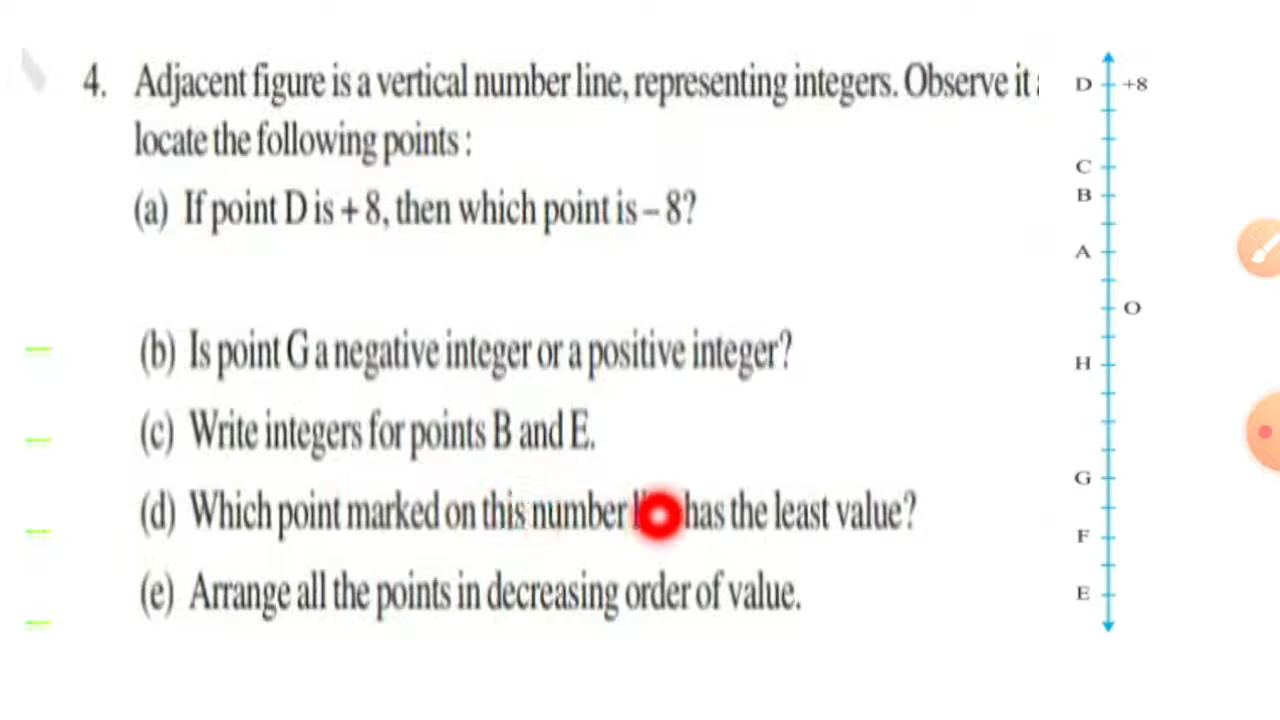 4. Adjacent figure is a vertical number line, representing integers. Observe it
locate the following points :
(a) If point D is + 8, then which point is – 8?
(b) Is point G a negative integer or a positive integer?
(c) Write integers for points B and E.
(d) Which point marked on this number has the least value?
(e) Arrange all the points in decreasing order of value.
D +8
C
B
A
O
H
G
F
E